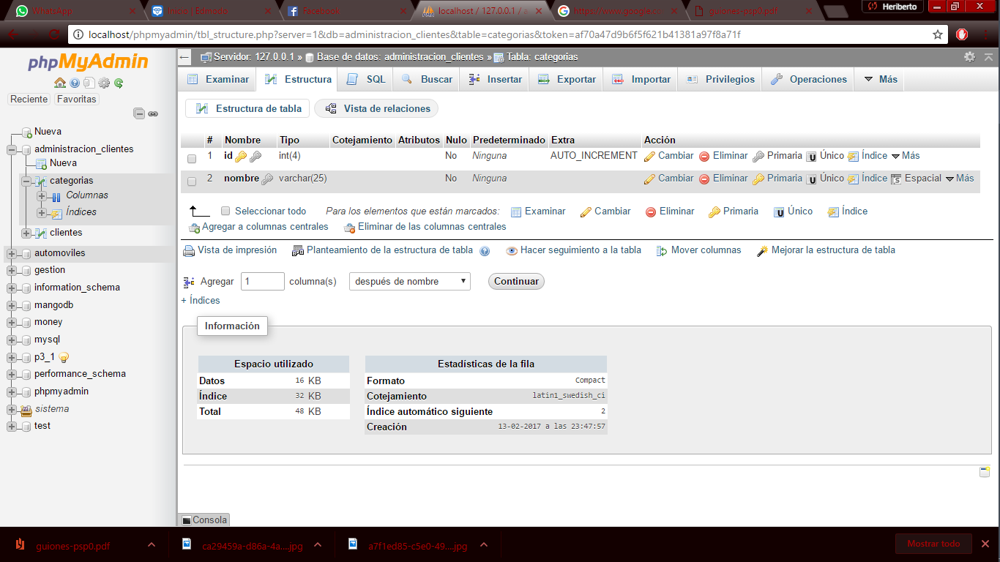 WhatsApp Inicio | Edmodo Facebook localhost / 127.0.0.1 / a https://www.google.co guiones-psp0.pdf Heriberto
localhost/phpmyadmin/tbl_structure.php?server=1&db=administracion_clientes&table=categorias&token=af70a47d9b6f5f621b41381a97f8a71f
phpMyAdmin
Reciente Favoritas
Nueva
administracion_clientes
Nueva
categorias
Columnas
Índices
clientes
automoviles
gestion
information_schema
mangodb
money
mysql
p3_1
performance_schema
phpmyadmin
sistema
test
Servidor: 127.0.0.1 » Base de datos: administracion_clientes » Tabla: categorias
Examinar Estructura SQL Buscar Insertar Exportar Importar Privilegios Operaciones Más
Estructura de tabla Vista de relaciones
# Nombre Tipo Cotejamiento Atributos Nulo Predeterminado Extra Acción
1 id int(4) No Ninguna AUTO_INCREMENT Cambiar Eliminar Primaria Único Índice Más
2 nombre varchar(25) No Ninguna Cambiar Eliminar Primaria Único Índice Espacial Más
Seleccionar todo Para los elementos que están marcados: Examinar Cambiar Eliminar Primaria Único Índice
Agregar a columnas centrales Eliminar de las columnas centrales
Vista de impresión Planteamiento de la estructura de tabla Hacer seguimiento a la tabla Mover columnas Mejorar la estructura de tabla
Agregar 1 columna(s) después de nombre Continuar
+ Índices
Información
Espacio utilizado
Datos 16 KB
Índice 32 KB
Total 48 KB
Estadísticas de la fila
Formato Compact
Cotejamiento latin1_swedish_ci
Índice automático siguiente 2
Creación 13-02-2017 a las 23:47:57
Consola
guiones-psp0.pdf ca29459a-d86a-4a....jpg a7f1ed85-c5e0-49....jpg Mostrar todo